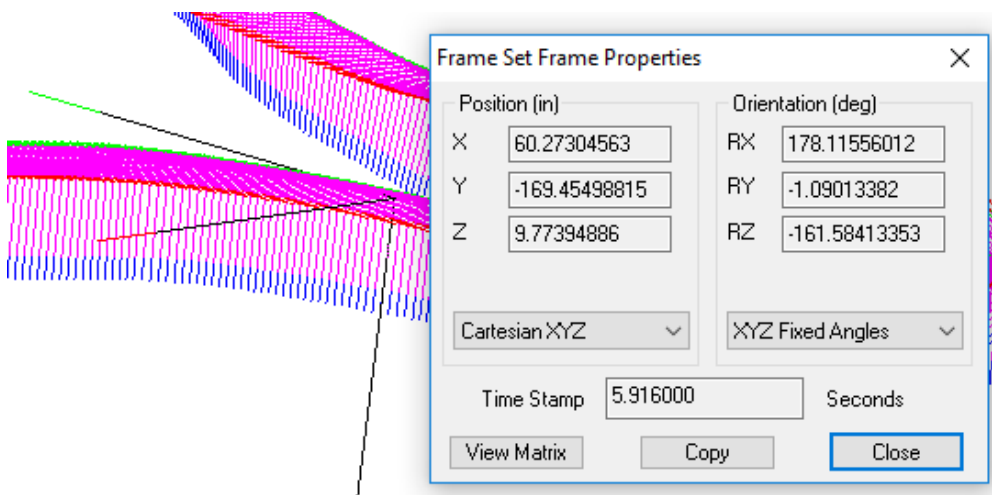 Frame Set Frame Properties
Position (in)
X 60.27304563
Y -169.45498815
Z 9.77394886
Cartesian XYZ
Orientation (deg)
RX 178.11556012
RY -1.09013382
RZ -161.58413353
XYZ Fixed Angles
Time Stamp 5.916000 Seconds
View Matrix Copy Close